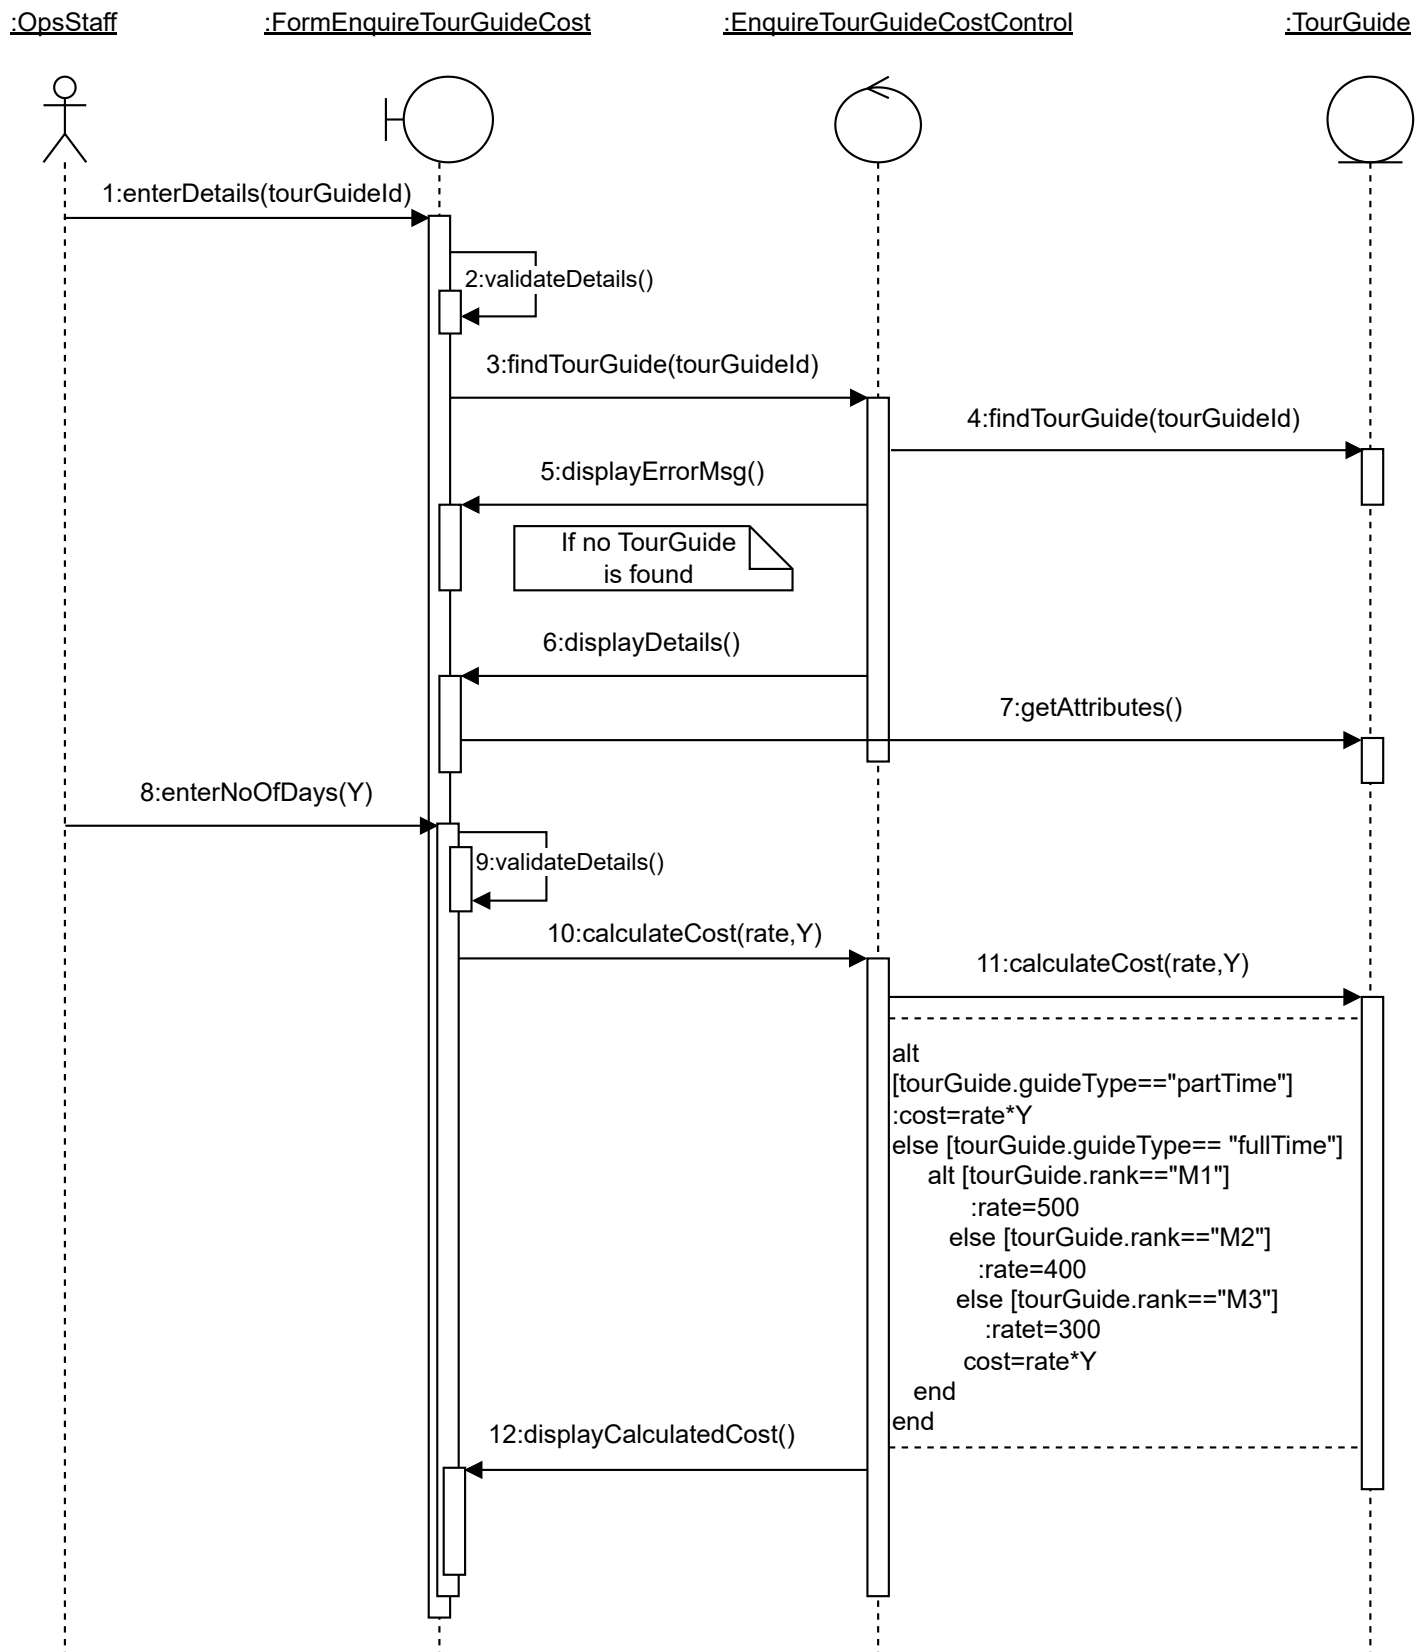 :OpsStaff
:FormEnquireTourGuideCost
:EnquireTourGuideCostControl
:TourGuide
1:enterDetails(tourGuideId)
2:validateDetails()
3:findTourGuide(tourGuideId)
4:findTourGuide(tourGuideId)
5:displayErrorMsg()
If no TourGuide
is found
6:displayDetails()
7:getAttributes()
8:enterNoOfDays(Y)
9:validateDetails()
10:calculateCost(rate,Y)
11:calculateCost(rate,Y)
alt
[tourGuide.guideType=="partTime"]
:cost=rate*Y
else [tourGuide.guideType== "fullTime"]
alt [tourGuide.rank=="M1"]
:rate=500
else [tourGuide.rank=="M2"]
:rate=400
else [tourGuide.rank=="M3"]
:ratet=300
cost=rate*Y
end
end
12:displayCalculatedCost()